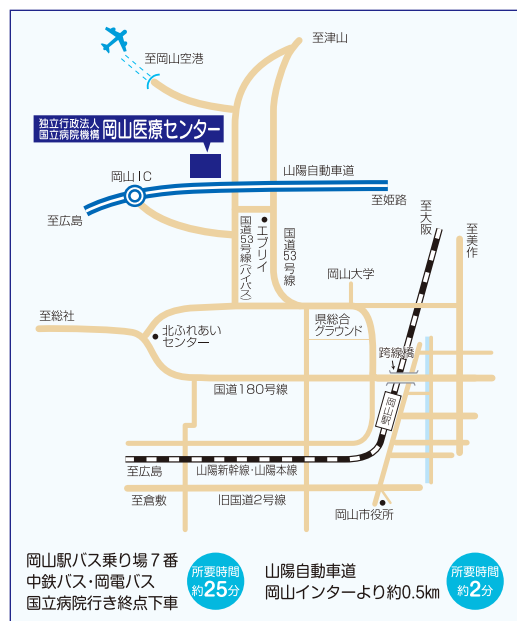 至津山
至岡山空港
独立行政法人
国立病院機構 岡山医療センター
岡山IC
山陽自動車道
至広島
至姫路
国道53号線(バイパス)
エブリイ
国道53号線
至大阪
至美作
岡山大学
至総社
北ふれあい
センター
県総合
グラウンド
跨線橋
国道180号線
岡山駅
至広島
山陽新幹線・山陽本線
至倉敷
旧国道2号線
岡山市役所
岡山駅バス乗り場7番
中鉄バス・岡電バス
国立病院行き終点下車
所要時間
約25分
山陽自動車道
岡山インターより約0.5km
所要時間
約2分